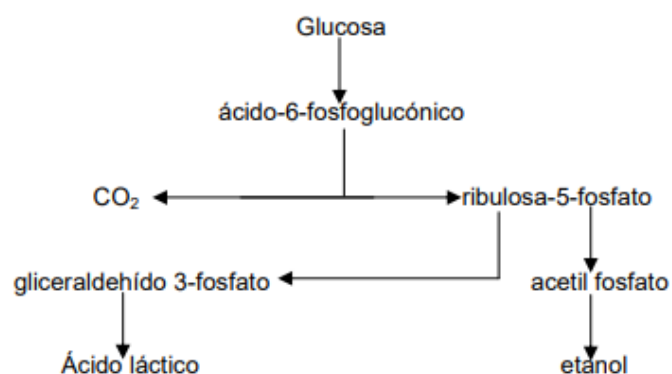 Glucosa
ácido-6-fosfoglucónico
CO₂
ribulosa-5-fosfato
gliceraldehído 3-fosfato
acetil fosfato
Ácido láctico
etanol